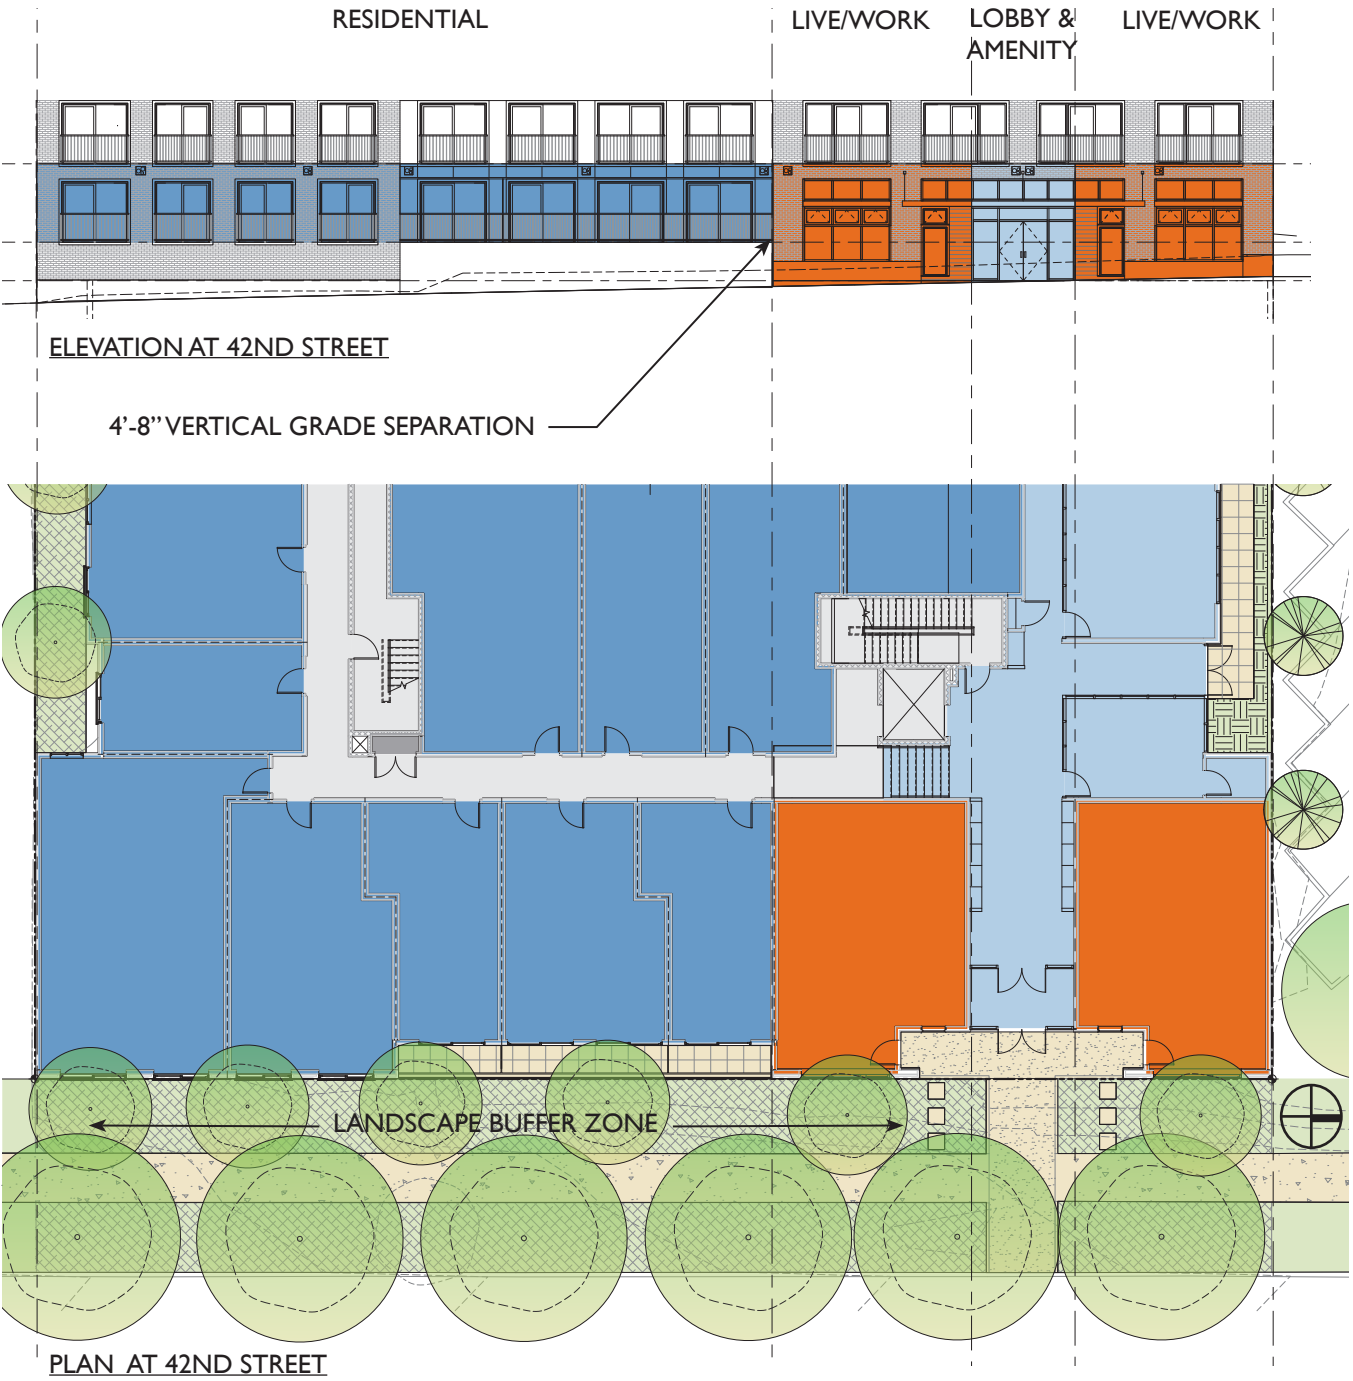 RESIDENTIAL
LIVE/WORK
LOBBY &
AMENITY
LIVE/WORK
ELEVATION AT 42ND STREET
4'-8” VERTICAL GRADE SEPARATION
LANDSCAPE BUFFER ZONE
PLAN AT 42ND STREET